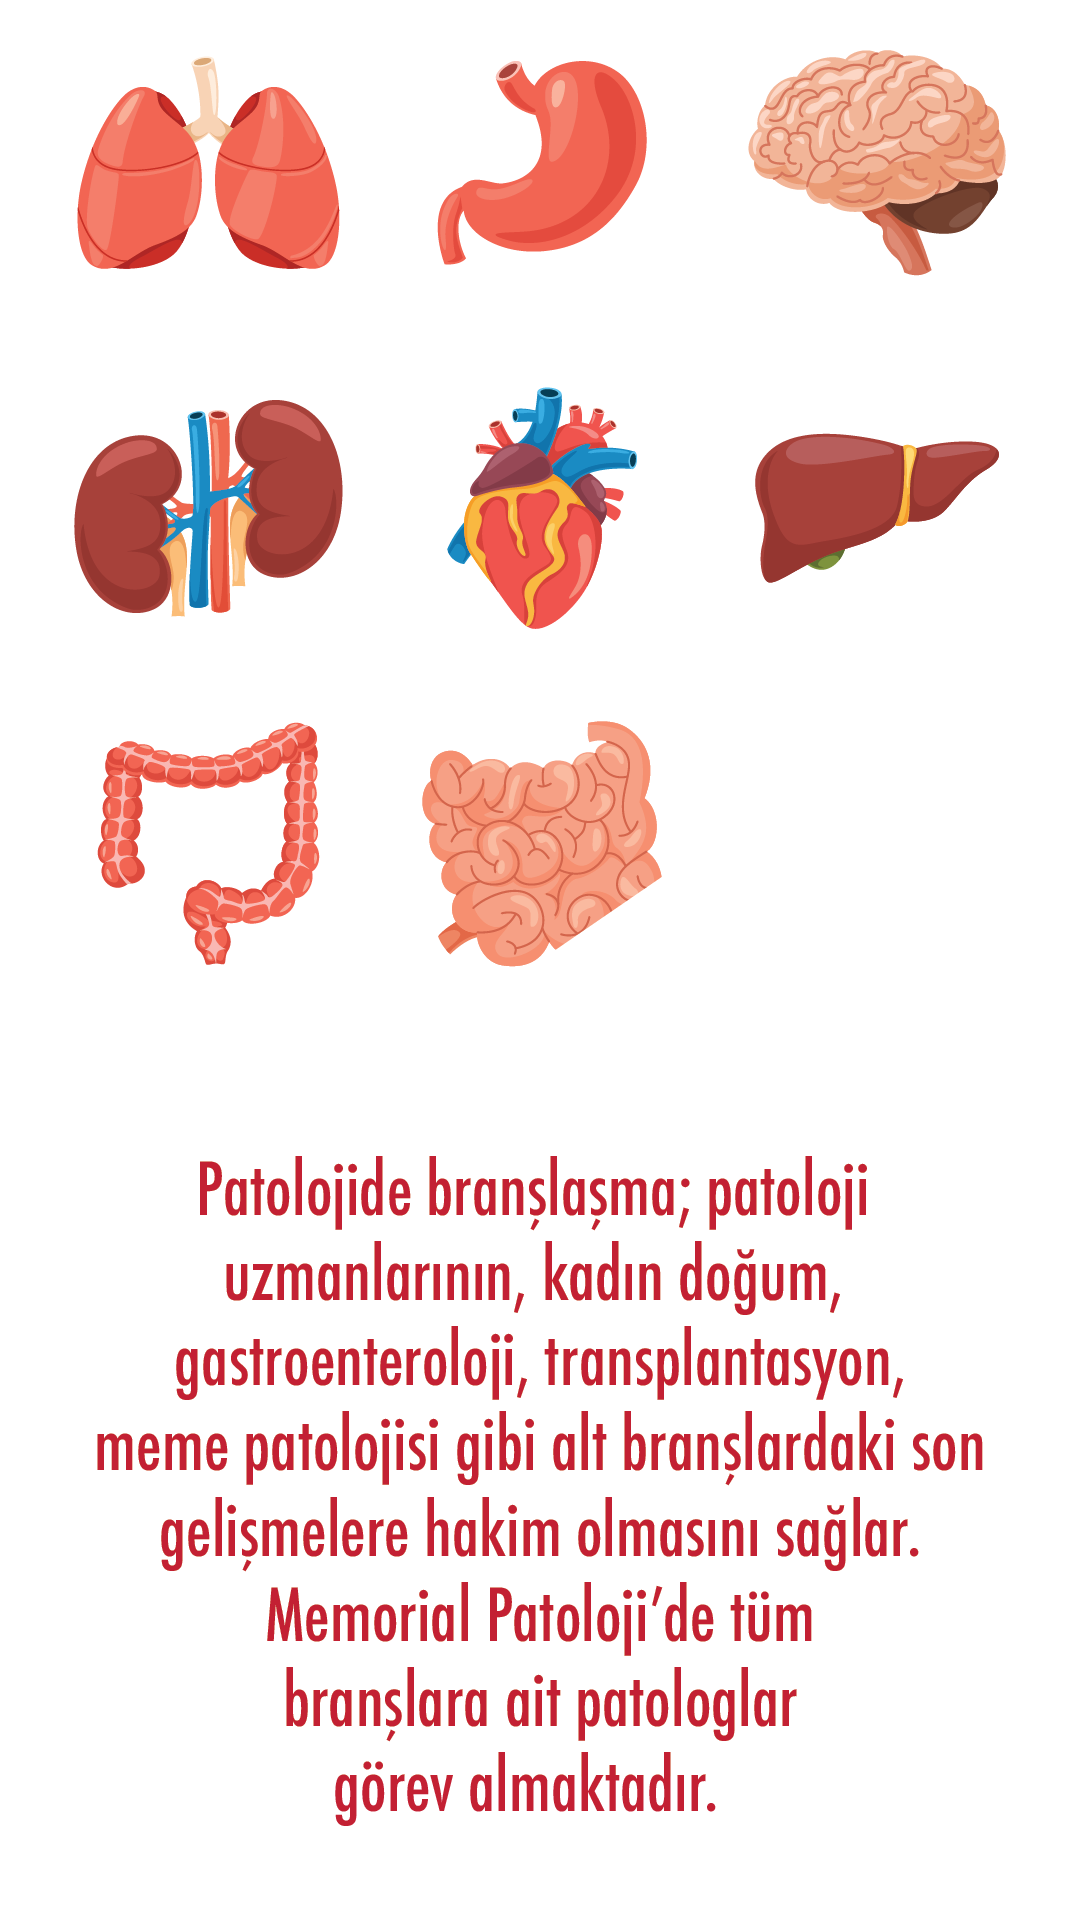 Patolojide branşlaşma; patoloji
uzmanlarının, kadın doğum,
gastroenteroloji, transplantasyon,
meme patolojisi gibi alt branşlardaki son
gelişmelere hakim olmasını sağlar.
Memorial Patoloji’de tüm
branşlara ait patologlar
görev almaktadır.